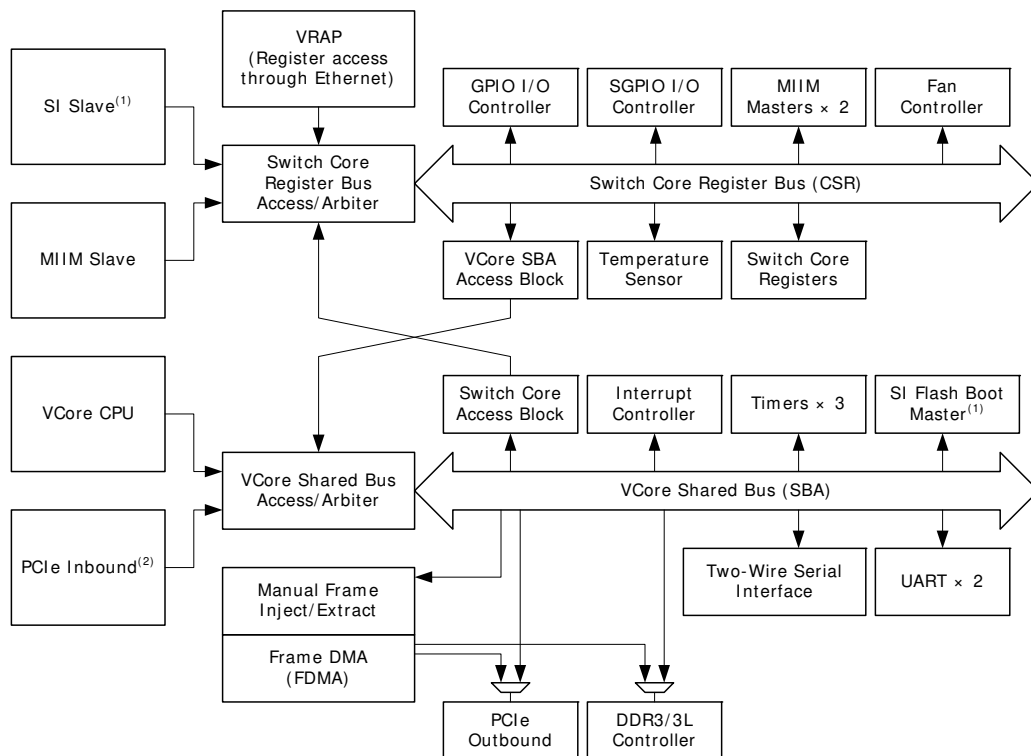 VRAP
(Register access
through Ethernet)
SI Slave(1)
GPIO I/O
Controller
SGPIO I/O
Controller
MIIM
Masters × 2
Fan
Controller
Switch Core
Register Bus
Access/Arbiter
Switch Core Register Bus (CSR)
MIIM Slave
VCore SBA
Access Block
Temperature
Sensor
Switch Core
Registers
VCore CPU
Switch Core
Access Block
Interrupt
Controller
Timers × 3
SI Flash Boot
Master(1)
VCore Shared Bus
Access/Arbiter
VCore Shared Bus (SBA)
PCIe Inbound(2)
Manual Frame
Inject/Extract
Two-Wire Serial
Interface
UART × 2
Frame DMA
(FDMA)
PCIe
Outbound
DDR3/3L
Controller